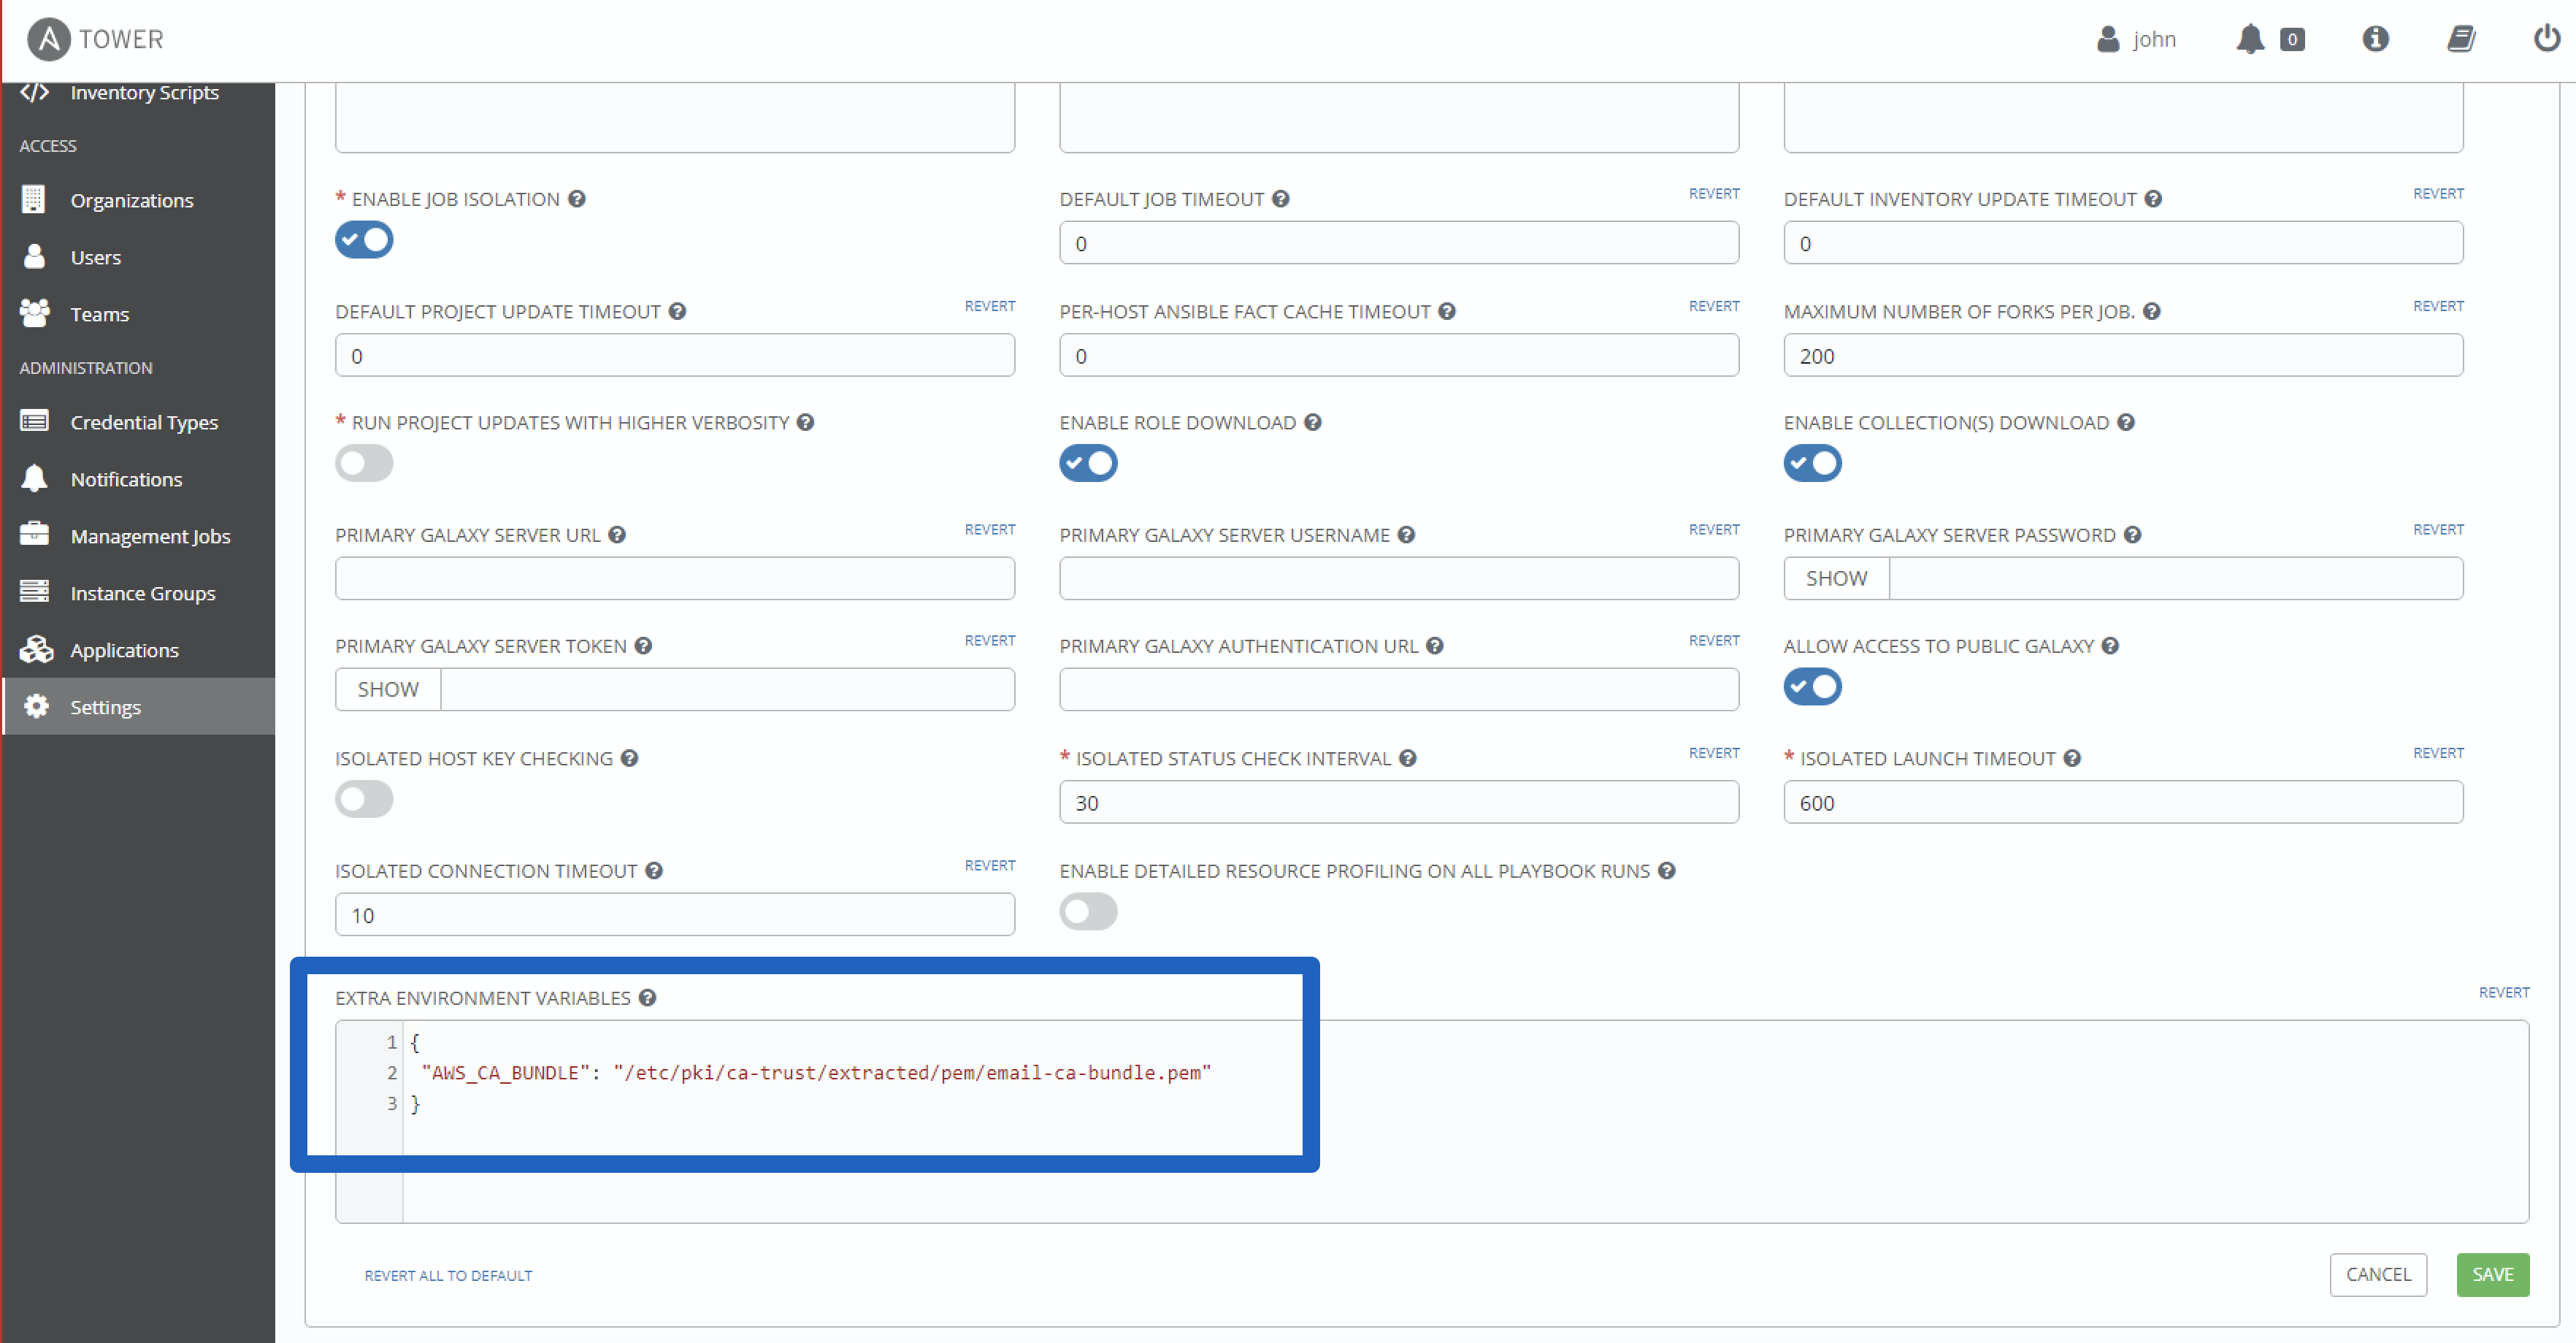 A TOWER
john
0
Inventory Scripts
ACCESS
Organizations
Users
Teams
ADMINISTRATION
Credential Types
Notifications
Management Jobs
Instance Groups
Applications
Settings
* ENABLE JOB ISOLATION ?
DEFAULT JOB TIMEOUT ? REVERT
0
DEFAULT INVENTORY UPDATE TIMEOUT ? REVERT
0
DEFAULT PROJECT UPDATE TIMEOUT ? REVERT
0
PER-HOST ANSIBLE FACT CACHE TIMEOUT ? REVERT
0
MAXIMUM NUMBER OF FORKS PER JOB. ? REVERT
200
* RUN PROJECT UPDATES WITH HIGHER VERBOSITY ?
ENABLE ROLE DOWNLOAD ?
ENABLE COLLECTION(S) DOWNLOAD ?
PRIMARY GALAXY SERVER URL ? REVERT
PRIMARY GALAXY SERVER USERNAME ? REVERT
PRIMARY GALAXY SERVER PASSWORD ? REVERT
SHOW
PRIMARY GALAXY SERVER TOKEN ? REVERT
SHOW
PRIMARY GALAXY AUTHENTICATION URL ? REVERT
ALLOW ACCESS TO PUBLIC GALAXY ?
ISOLATED HOST KEY CHECKING ?
* ISOLATED STATUS CHECK INTERVAL ? REVERT
30
* ISOLATED LAUNCH TIMEOUT ? REVERT
600
ISOLATED CONNECTION TIMEOUT ? REVERT
10
ENABLE DETAILED RESOURCE PROFILING ON ALL PLAYBOOK RUNS ?
EXTRA ENVIRONMENT VARIABLES ? REVERT
1 {
2 "AWS_CA_BUNDLE": "/etc/pki/ca-trust/extracted/pem/email-ca-bundle.pem"
3 }
REVERT ALL TO DEFAULT
CANCEL
SAVE